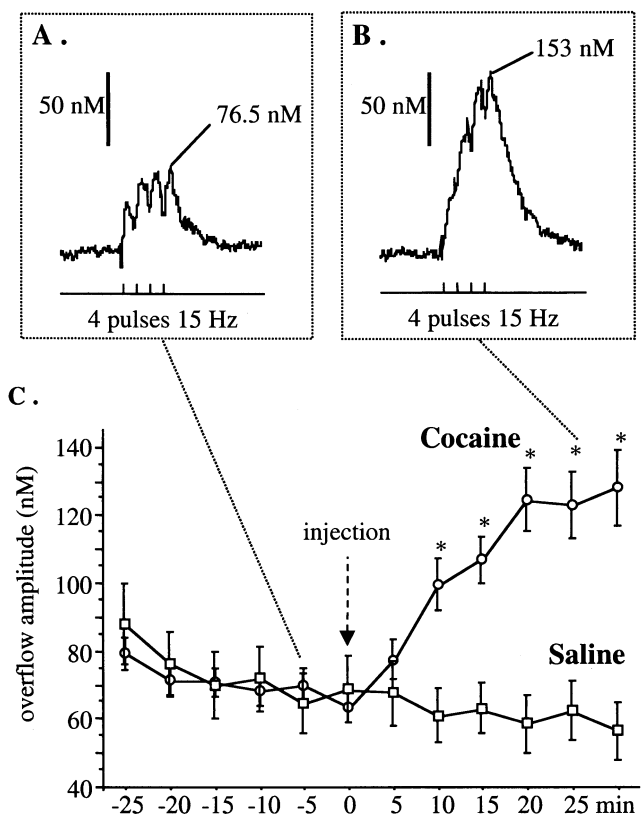 A .
50 nM
76.5 nM
4 pulses 15 Hz
B .
50 nM
153 nM
4 pulses 15 Hz
C .
overflow amplitude (nM)
140
120
100
80
60
40
injection
Cocaine
* * * * *
Saline
-25 -20 -15 -10 -5 0 5 10 15 20 25 min